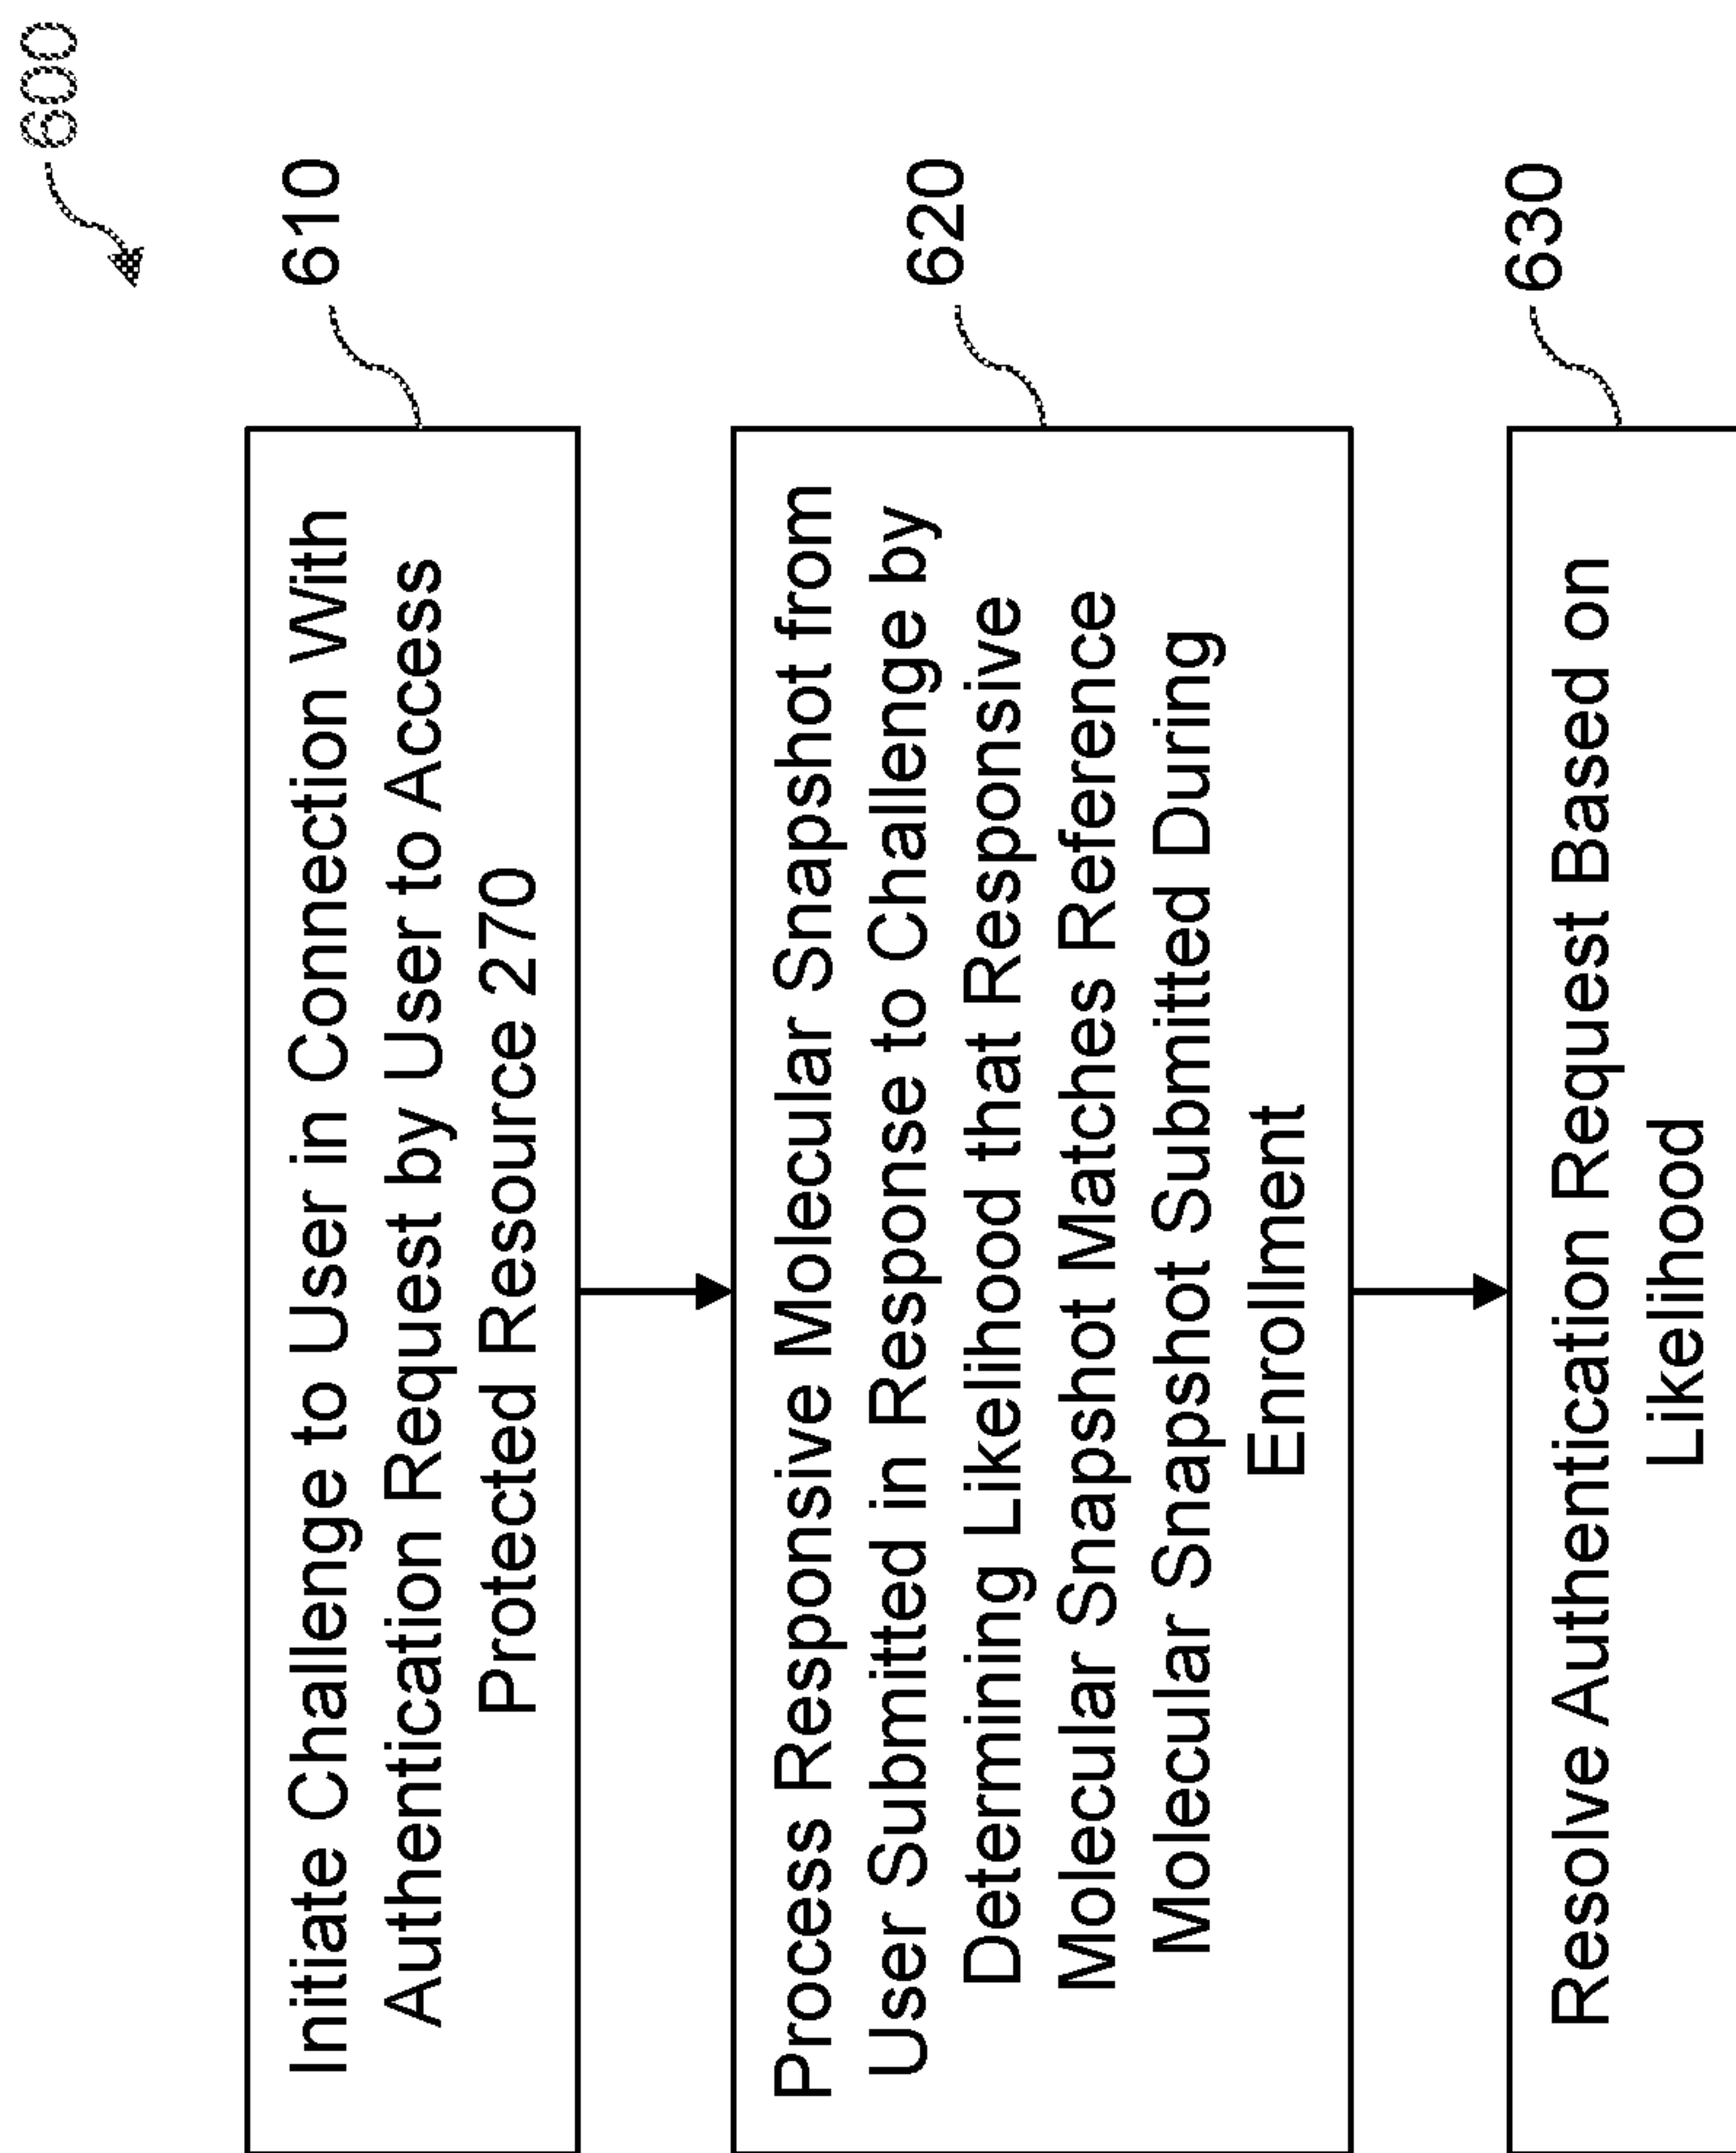 600
610
Initiate Challenge to User in Connection With
Authentication Request by User to Access
Protected Resource 270
620
Process Responsive Molecular Snapshot from
User Submitted in Response to Challenge by
Determining Likelihood that Responsive
Molecular Snapshot Matches Reference
Molecular Snapshot Submitted During
Enrollment
630
Resolve Authentication Request Based on
Likelihood